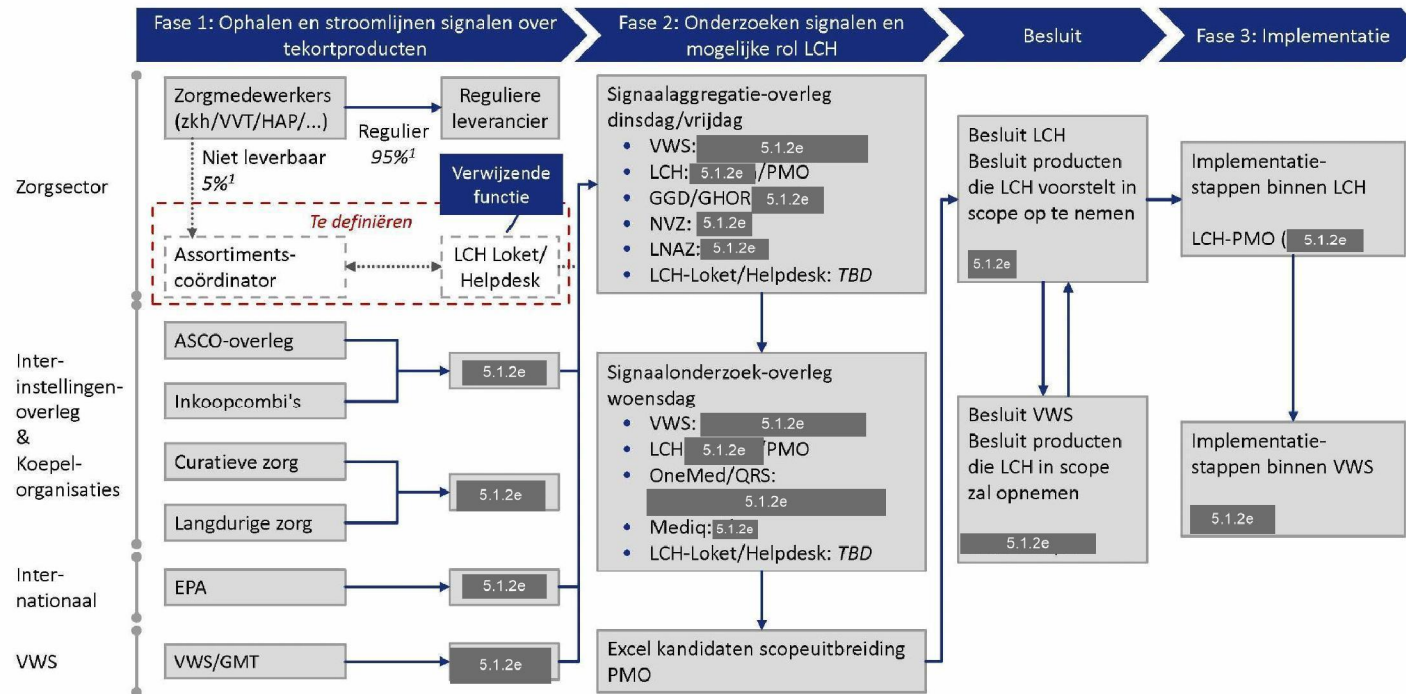 Fase 1: Ophalen en stroomlijnen signalen over
tekortproducten
Fase 2: Onderzoeken signalen en
mogelijke rol LCH
Besluit
Fase 3: Implementatie
Zorgsector
Zorgmedewerkers
(zkh/VVT/HAP/...)
Regulier
95%¹
Reguliere
leverancier
Niet leverbaar
5%¹
Verwijzende
functie
Te definiëren
Assortiments-
coördinator
LCH Loket/
Helpdesk
Inter-
instellingen-
overleg
&
Koepel-
organisaties
ASCO-overleg
Inkoopcombi's
5.1.2e
Curatieve zorg
Langdurige zorg
5.1.2e
Inter-
nationaal
EPA
5.1.2e
VWS
VWS/GMT
5.1.2e
Signaalaggregatie-overleg
dinsdag/vrijdag
• VWS: 5.1.2e
• LCH: 5.1.2e /PMO
• GGD/GHOR 5.1.2e
• NVZ: 5.1.2e
• LNAZ: 5.1.2e
• LCH-Loket/Helpdesk: TBD
Signaalonderzoek-overleg
woensdag
• VWS: 5.1.2e
• LCH 5.1.2e /PMO
• OneMed/QRS:
5.1.2e
• Mediq: 5.1.2e
• LCH-Loket/Helpdesk: TBD
Excel kandidaten scopeuitbreiding
PMO
Besluit LCH
Besluit producten
die LCH voorstelt in
scope op te nemen
5.1.2e
Besluit VWS
Besluit producten
die LCH in scope
zal opnemen
5.1.2e
Implementatie-
stappen binnen LCH
LCH-PMO ( 5.1.2e
Implementatie-
stappen binnen VWS
5.1.2e